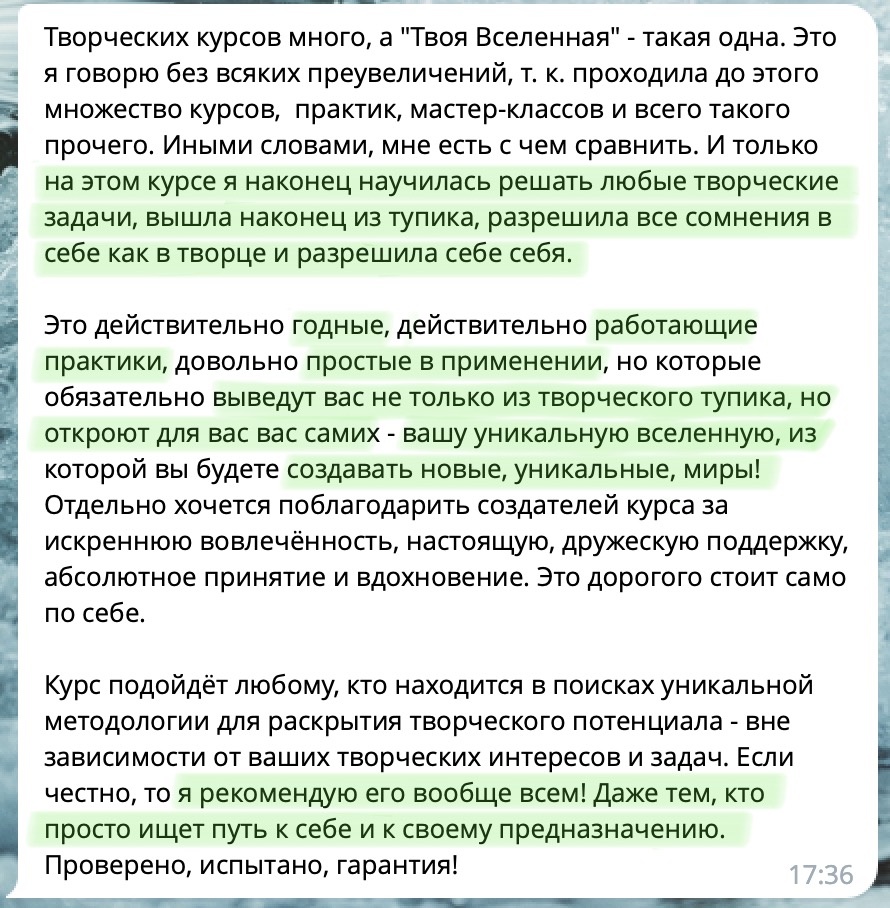 Творческих курсов много, а "Твоя Вселенная" - такая одна. Это
я говорю без всяких преувеличений, т. к. проходила до этого
множество курсов,  практик, мастер-классов и всего такого
прочего. Иными словами, мне есть с чем сравнить. И только
на этом курсе я наконец научилась решать любые творческие
задачи, вышла наконец из тупика, разрешила все сомнения в
себе как в творце и разрешила себе себя.

Это действительно годные, действительно работающие
практики, довольно простые в применении, но которые
обязательно выведут вас не только из творческого тупика, но
откроют для вас вас самих - вашу уникальную вселенную, из
которой вы будете создавать новые, уникальные, миры!
Отдельно хочется поблагодарить создателей курса за
искреннюю вовлечённость, настоящую, дружескую поддержку,
абсолютное принятие и вдохновение. Это дорогого стоит само
по себе.

Курс подойдёт любому, кто находится в поисках уникальной
методологии для раскрытия творческого потенциала - вне
зависимости от ваших творческих интересов и задач. Если
честно, то я рекомендую его вообще всем! Даже тем, кто
просто ищет путь к себе и к своему предназначению.
Проверено, испытано, гарантия!
17:36